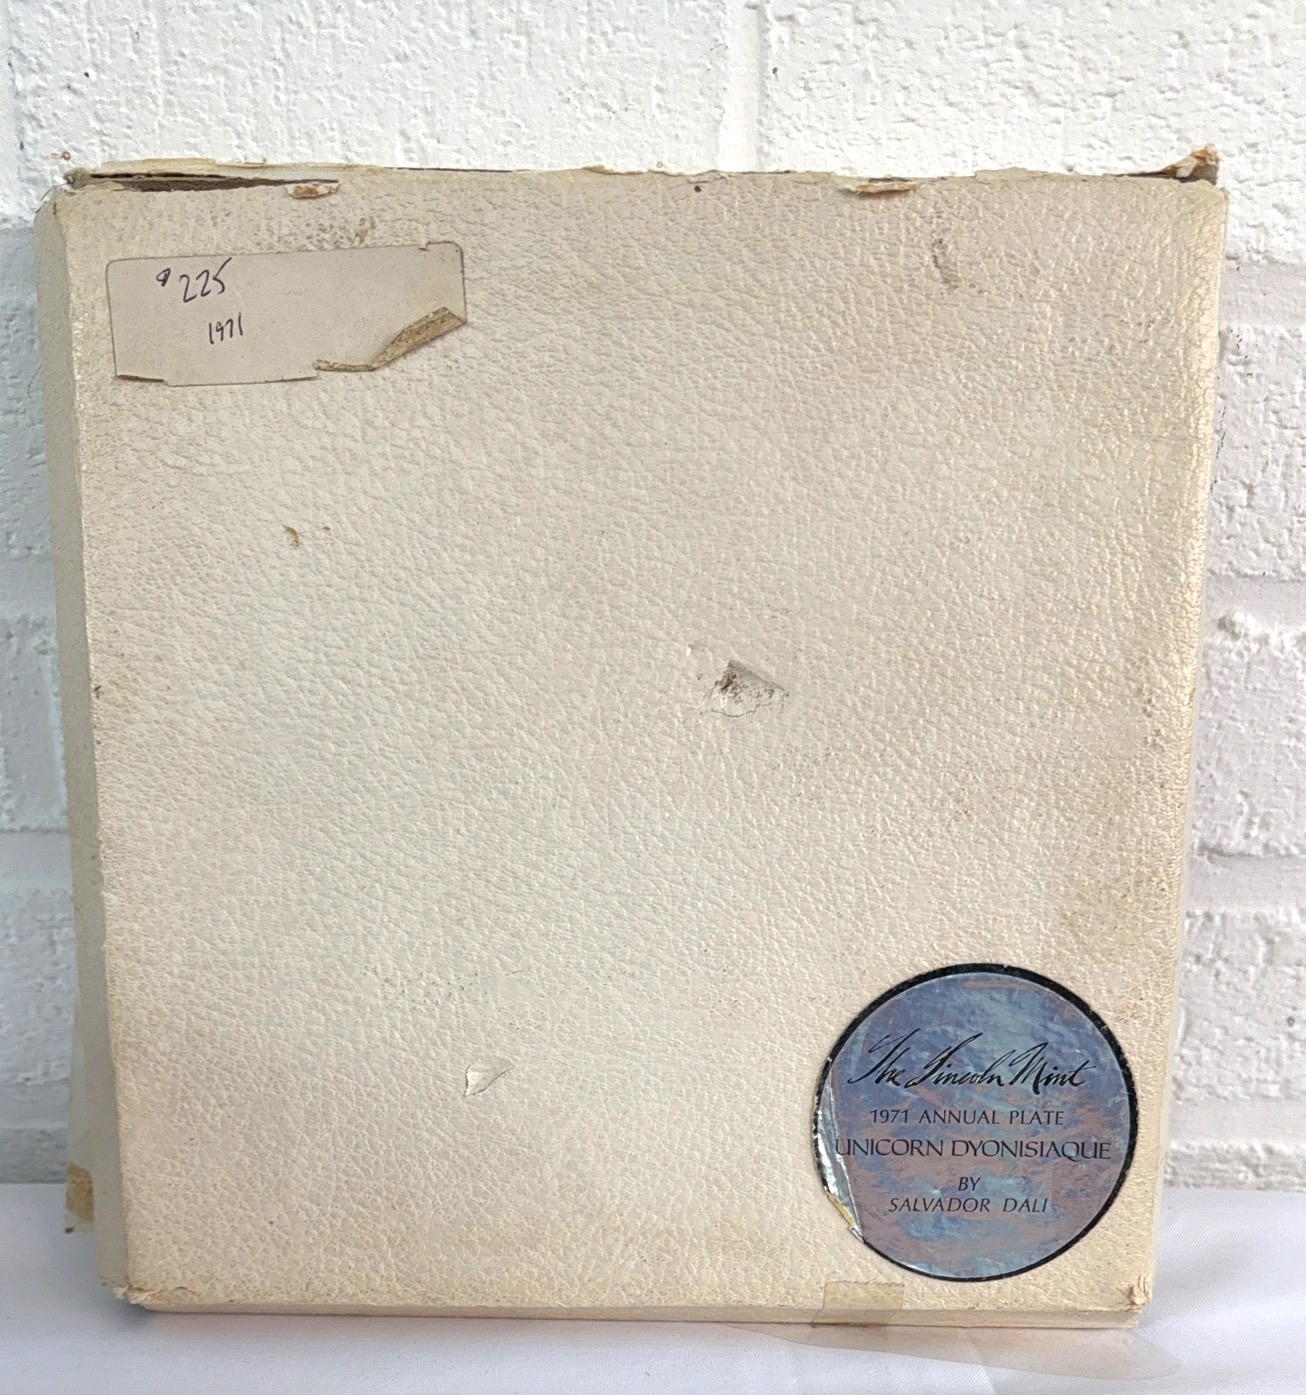 $225
1971
The Lincoln Mint
1971 ANNUAL PLATE
UNICORN DYONISIAQUE
BY
SALVADOR DALI